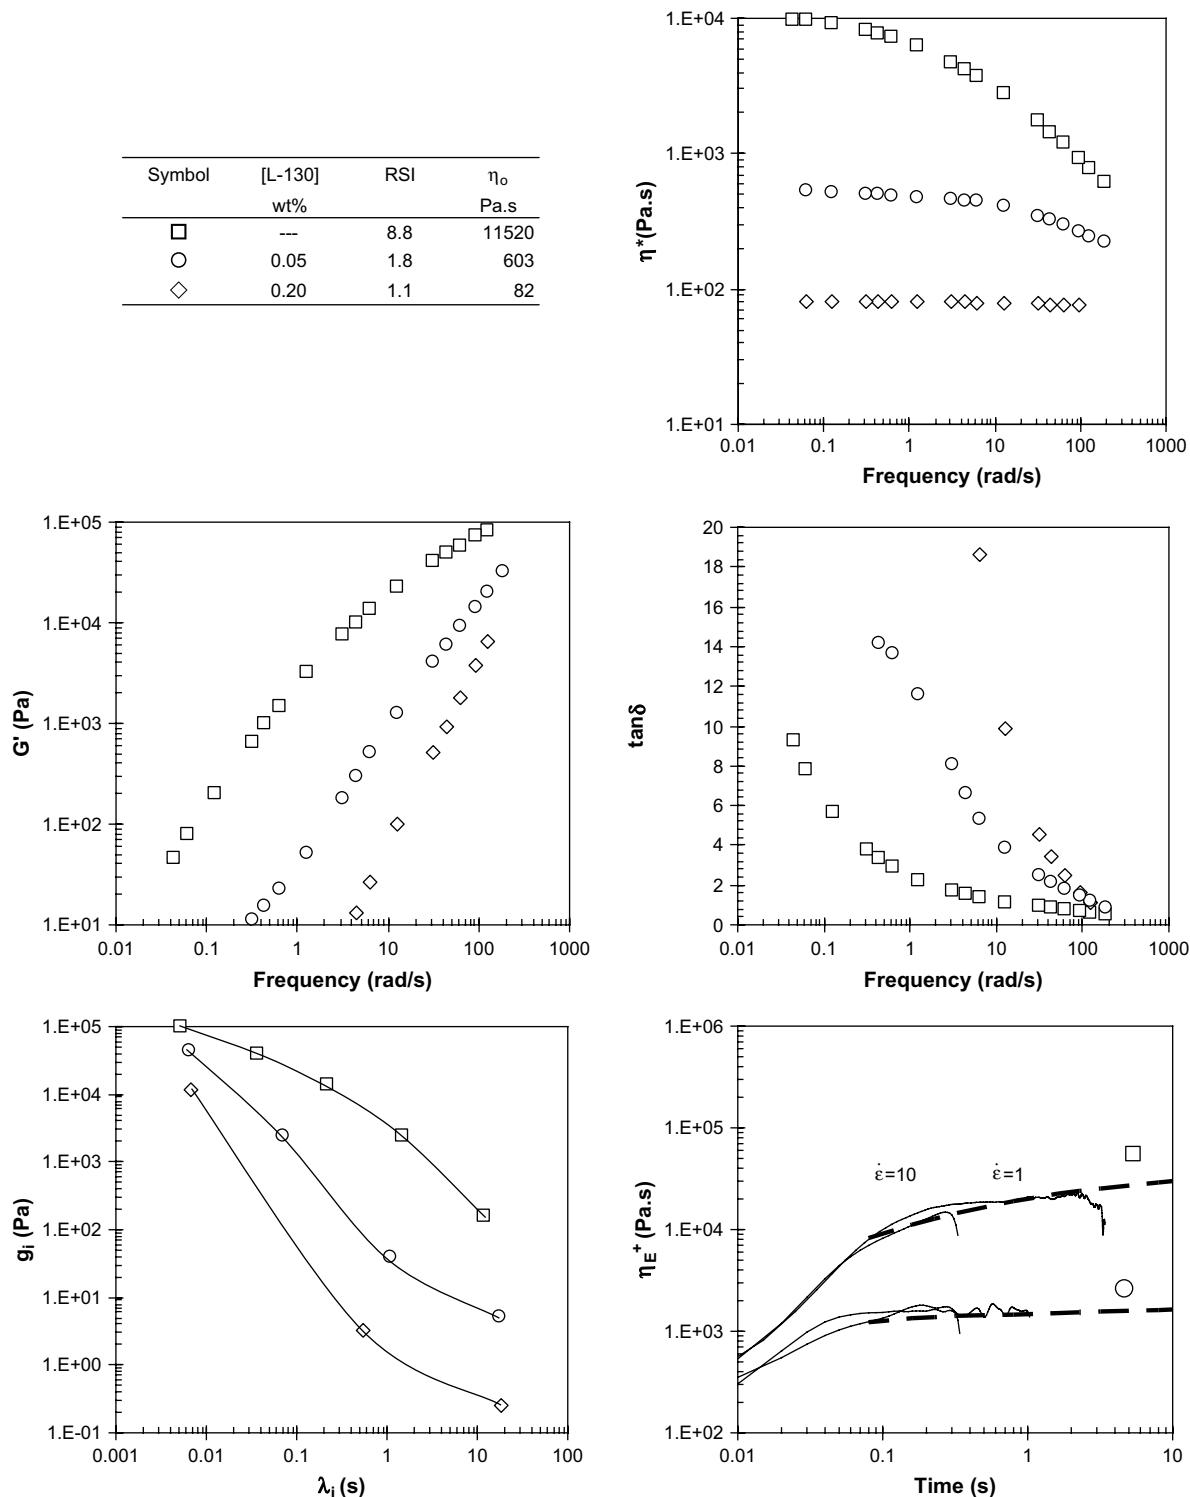 Symbol [L-130] RSI ηo
wt% Pa.s
□ --- 8.8 11520
○ 0.05 1.8 603
◇ 0.20 1.1 82
1.E+04
1.E+03
1.E+02
1.E+01
η*(Pa.s)
0.01 0.1 1 10 100 1000
Frequency (rad/s)
1.E+05
1.E+04
1.E+03
1.E+02
1.E+01
G' (Pa)
0.01 0.1 1 10 100 1000
Frequency (rad/s)
20
18
16
14
12
10
8
6
4
2
0
tanδ
0.01 0.1 1 10 100 1000
Frequency (rad/s)
1.E+05
1.E+04
1.E+03
1.E+02
1.E+01
1.E+00
1.E-01
gi (Pa)
0.001 0.01 0.1 1 10 100
λi (s)
1.E+06
1.E+05
1.E+04
1.E+03
1.E+02
ηE+ (Pa.s)
ε̇=10 ε̇=1
0.01 0.1 1 10
Time (s)